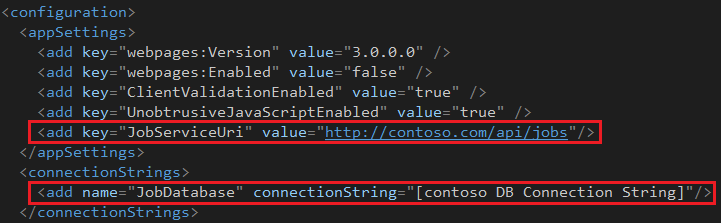 <configuration>
<appSettings>
<add key="webpages:Version" value="3.0.0.0" />
<add key="webpages:Enabled" value="false" />
<add key="ClientValidationEnabled" value="true" />
<add key="UnobtrusiveJavaScriptEnabled" value="true" />
<add key="JobServiceUri" value="http://contoso.com/api/jobs"/>
</appSettings>
<connectionStrings>
<add name="JobDatabase" connectionString="[contoso DB Connection String]"/>
</connectionStrings>